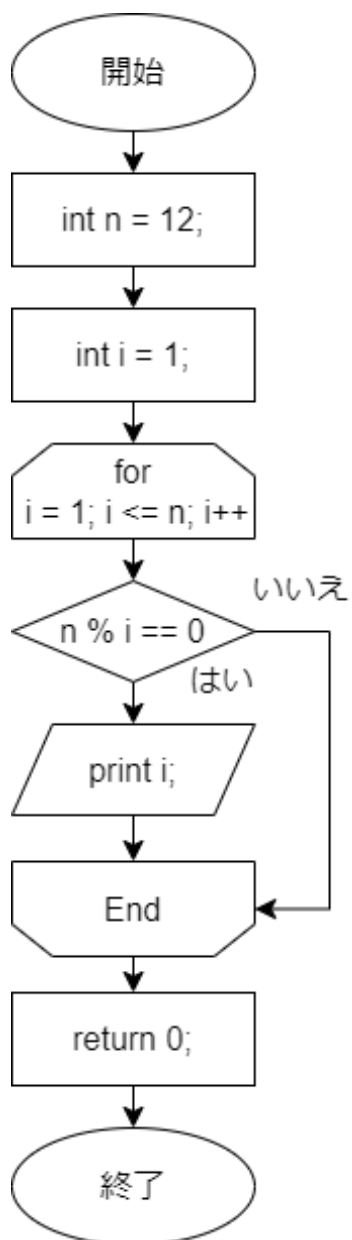 開始
int n = 12;
int i = 1;
for
i = 1; i <= n; i++
n % i == 0
いいえ
はい
print i;
End
return 0;
終了